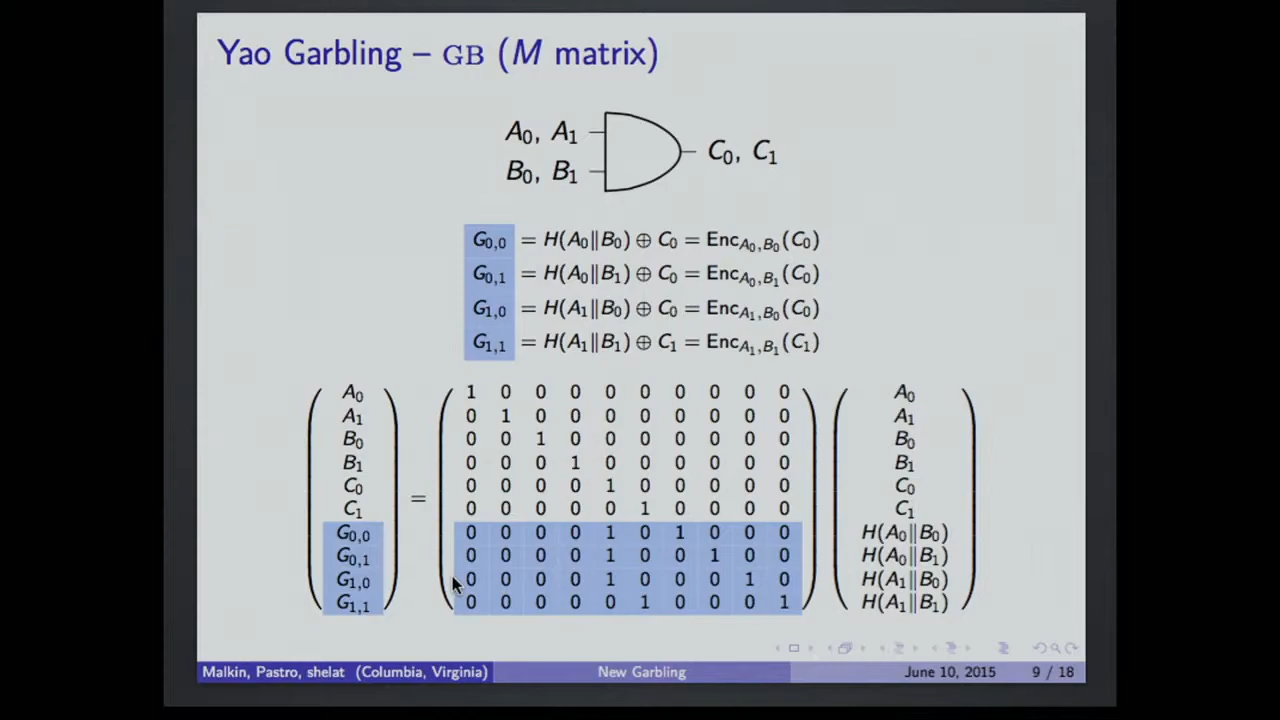 Yao Garbling – GB (M matrix)
A₀, A₁
B₀, B₁
C₀, C₁
G₀,₀ = H(A₀‖B₀) ⊕ C₀ = Enc_{A₀,B₀}(C₀)
G₀,₁ = H(A₀‖B₁) ⊕ C₀ = Enc_{A₀,B₁}(C₀)
G₁,₀ = H(A₁‖B₀) ⊕ C₀ = Enc_{A₁,B₀}(C₀)
G₁,₁ = H(A₁‖B₁) ⊕ C₁ = Enc_{A₁,B₁}(C₁)
A₀ 1 0 0 0 0 0 0 0 0 0 A₀
A₁ 0 1 0 0 0 0 0 0 0 0 A₁
B₀ 0 0 1 0 0 0 0 0 0 0 B₀
B₁ 0 0 0 1 0 0 0 0 0 0 B₁
C₀ 0 0 0 0 1 0 0 0 0 0 C₀
=
C₁ 0 0 0 0 0 1 0 0 0 0 C₁
G₀,₀ 0 0 0 0 1 0 1 0 0 0 H(A₀‖B₀)
G₀,₁ 0 0 0 0 1 0 0 1 0 0 H(A₀‖B₁)
G₁,₀ 0 0 0 0 1 0 0 0 1 0 H(A₁‖B₀)
G₁,₁ 0 0 0 0 0 1 0 0 0 1 H(A₁‖B₁)
Malkin, Pastro, shelat (Columbia, Virginia) New Garbling June 10, 2015 9 / 18